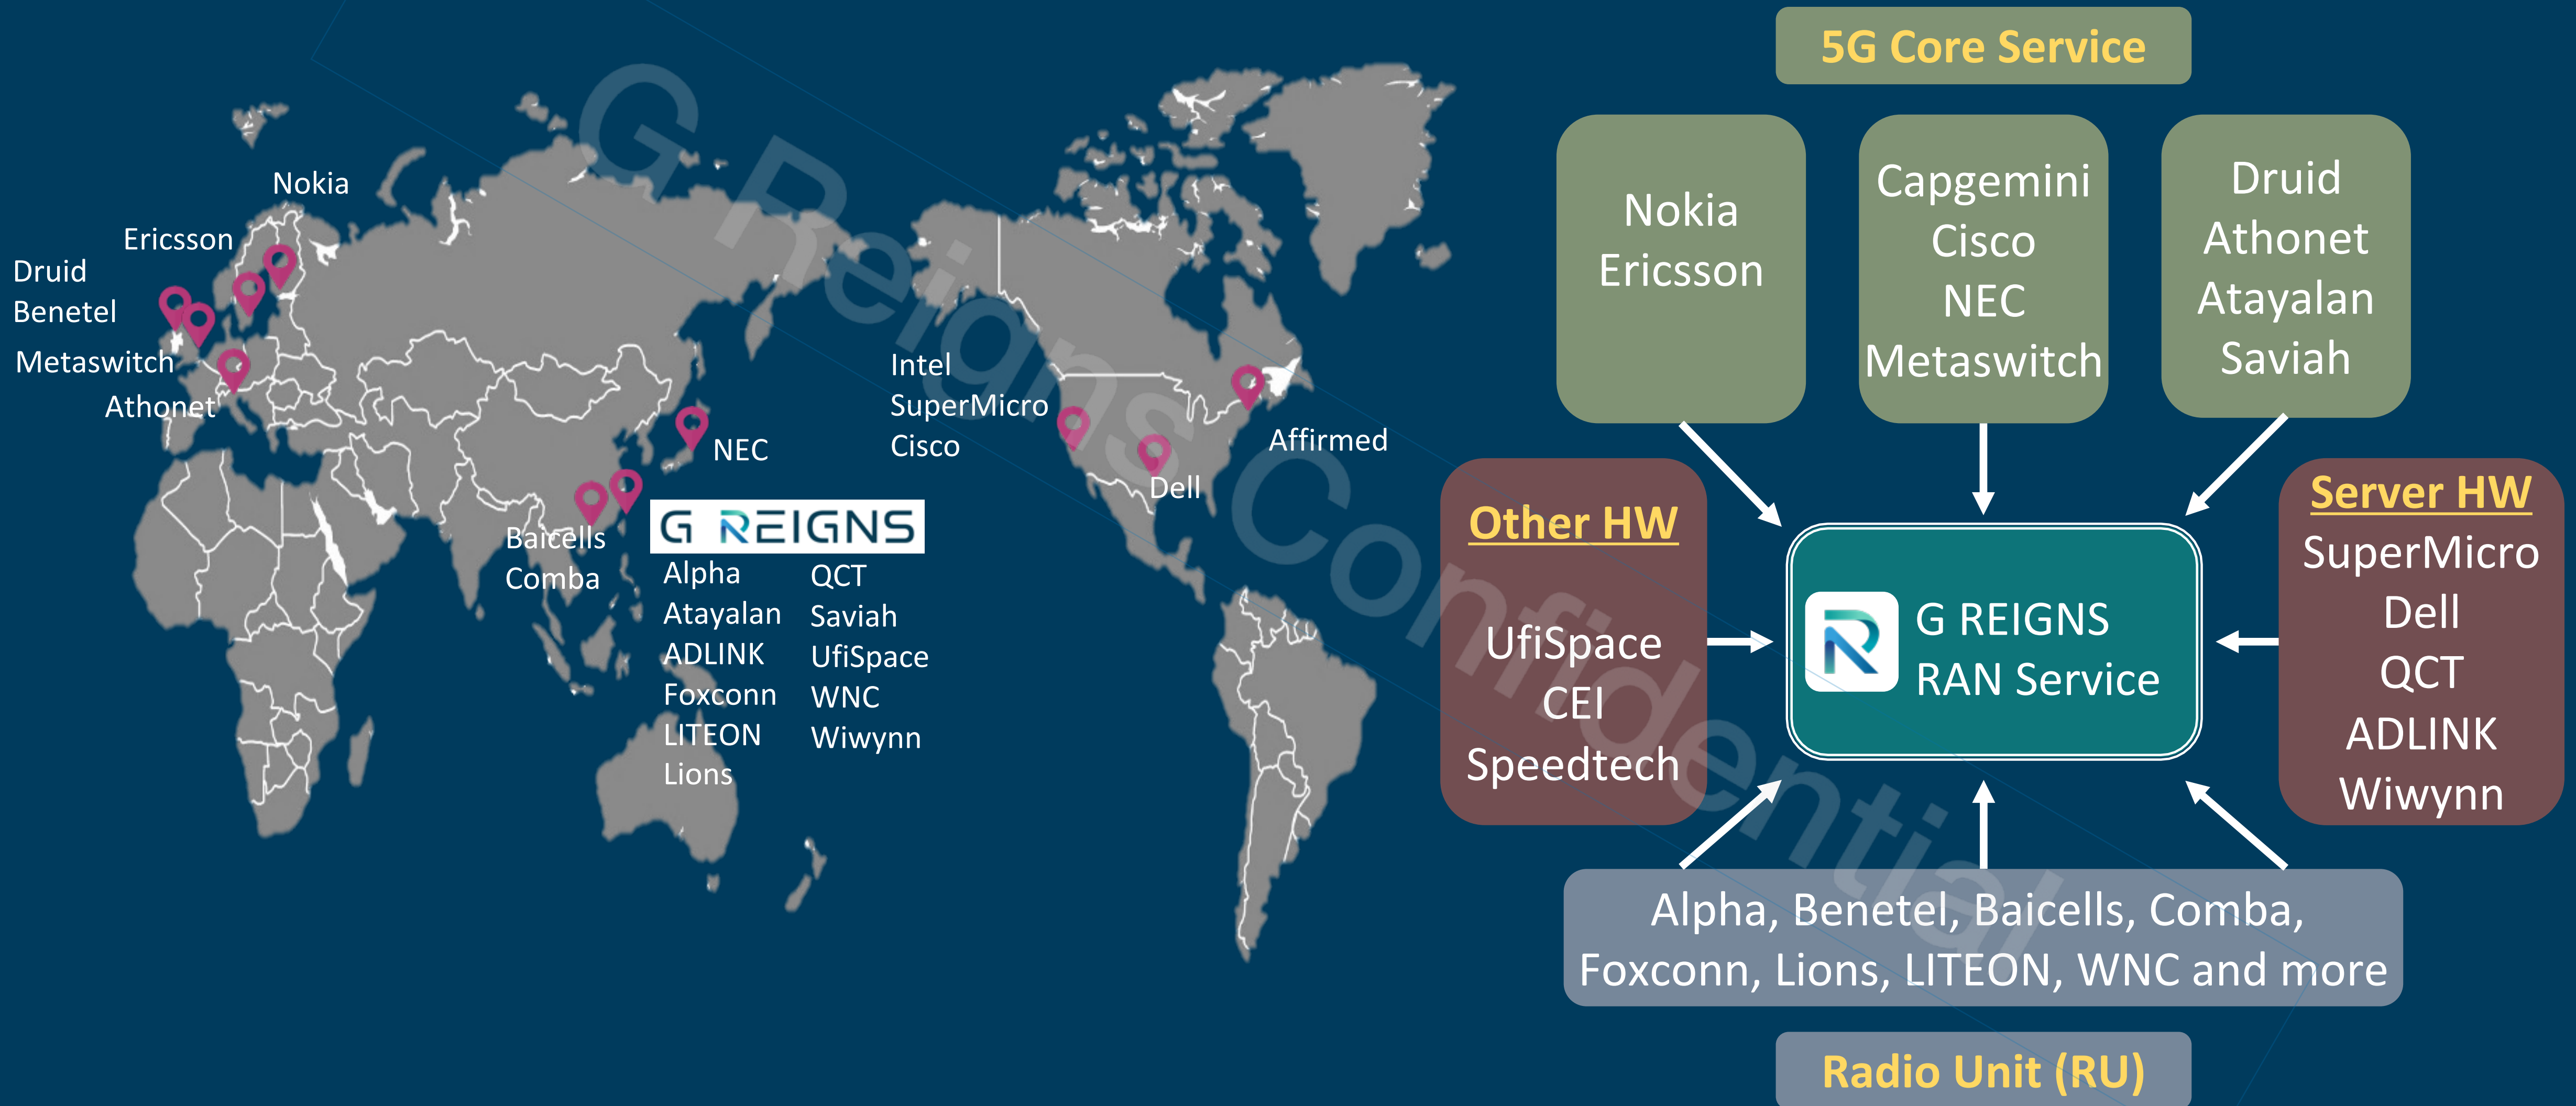 Nokia
Ericsson
Druid
Benetel
Metaswitch
Athonet
NEC
Baicells
Comba
G REIGNS
Alpha
Atayalan
ADLINK
Foxconn
LITEON
Lions
QCT
Saviah
UfiSpace
WNC
Wiwynn
Intel
SuperMicro
Cisco
Dell
Affirmed
G Reigns Confidential
5G Core Service
Nokia
Ericsson
Capgemini
Cisco
NEC
Metaswitch
Druid
Athonet
Atayalan
Saviah
Other HW
UfiSpace
CEI
Speedtech
R
G REIGNS
RAN Service
Server HW
SuperMicro
Dell
QCT
ADLINK
Wiwynn
Alpha, Benetel, Baicells, Comba,
Foxconn, Lions, LITEON, WNC and more
Radio Unit (RU)